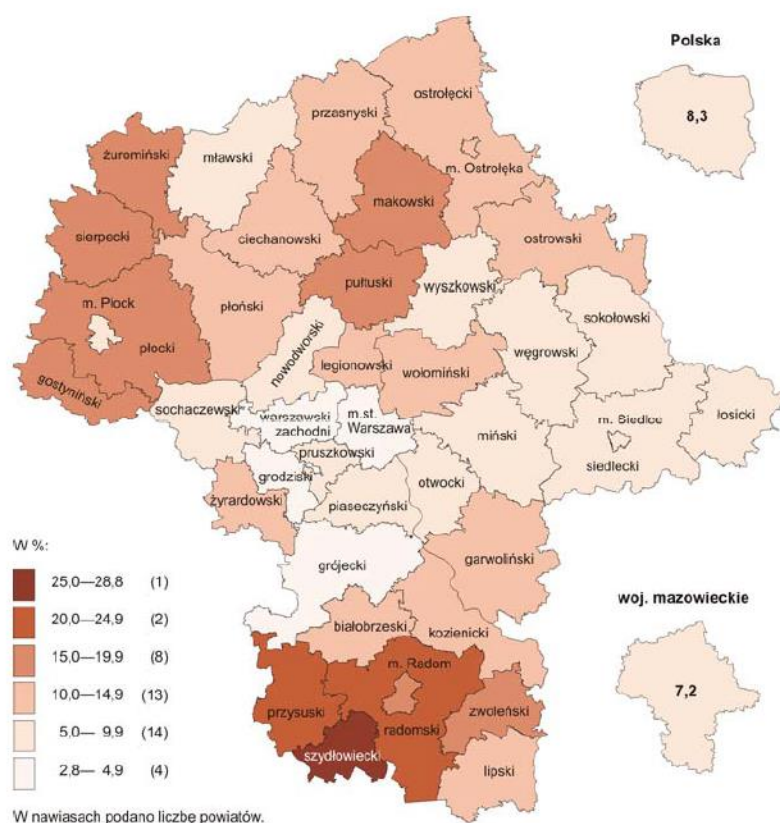 Polska
8,3
ostrołęcki
przasnyski
żuromiński
mławski
m. Ostrołęka
makowski
sierpecki
ciechanowski
ostrowski
pułtuski
wyszkowski
m. Płock
płoński
sokołowski
płocki
nowodworski
węgrowski
legionowski
wołomiński
gostyniński
sochaczewski
warszawski
zachodni
m.st.
Warszawa
m. Siedlce
łosicki
miński
pruszkowski
siedlecki
grodziski
otwocki
żyrardowski
piaseczyński
W %:
garwoliński
grójecki
25,0—28,8 (1)
20,0—24,9 (2)
15,0—19,9 (8)
10,0—14,9 (13)
5,0— 9,9 (14)
2,8— 4,9 (4)
woj. mazowieckie
7,2
białobrzeski
kozienicki
m. Radom
przysuski
zwoleński
radomski
szydłowiecki
lipski
W nawiasach podano liczbę powiatów.